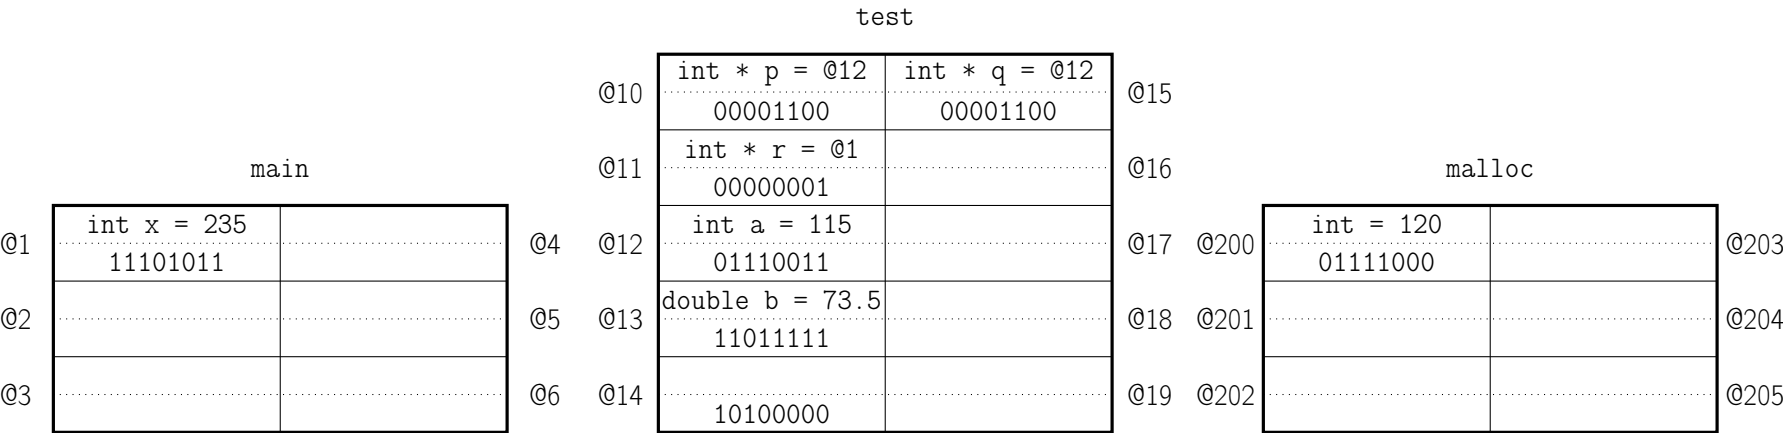 test
int * p = @12 int * q = @12
@10 @15
00001100 00001100
int * r = @1
@11 @16
00000001
main
malloc
int x = 235
@1 @4
11101011
int a = 115
@12 @17
01110011
int = 120
@200 @203
01111000
@2 @5
double b = 73.5
@13 @18
11011111
@201 @204
@3 @6
@14 @19
10100000
@202 @205